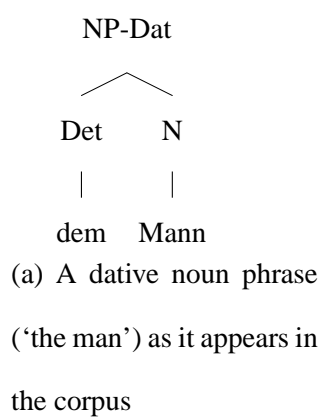 NP-Dat
Det N
dem Mann
(a) A dative noun phrase
(‘the man’) as it appears in
the corpus